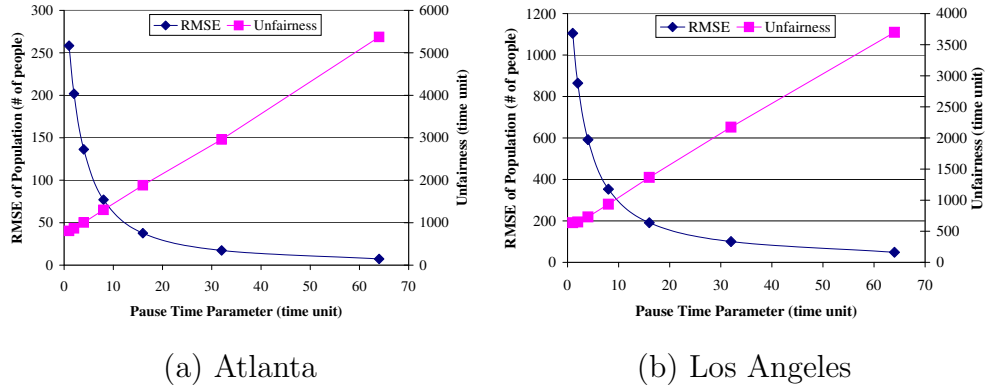 RMSE Unfairness
RMSE of Population (# of people)
300
250
200
150
100
50
0
6000
5000
4000
3000
2000
1000
0
Unfairness (time unit)
0 10 20 30 40 50 60 70
Pause Time Parameter (time unit)
(a) Atlanta
RMSE Unfairness
RMSE of Population (# of people)
1200
1000
800
600
400
200
0
4000
3500
3000
2500
2000
1500
1000
500
0
Unfairness (time unit)
0 10 20 30 40 50 60 70
Pause Time Parameter (time unit)
(b) Los Angeles